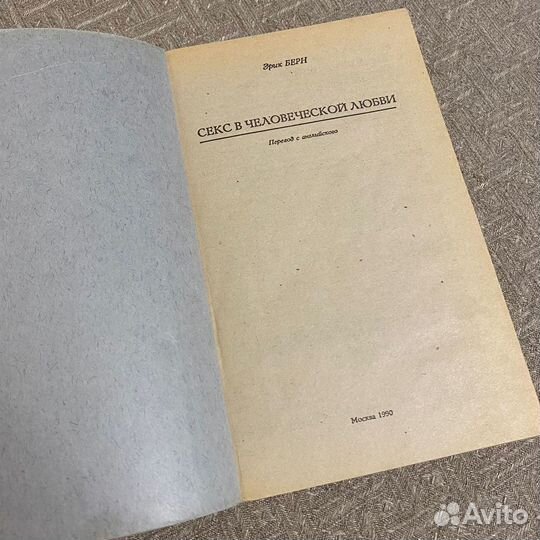 Эрик БЕРН
СЕКС В ЧЕЛОВЕЧЕСКОЙ ЛЮБВИ
Перевод с английского
Москва 1990
Avito